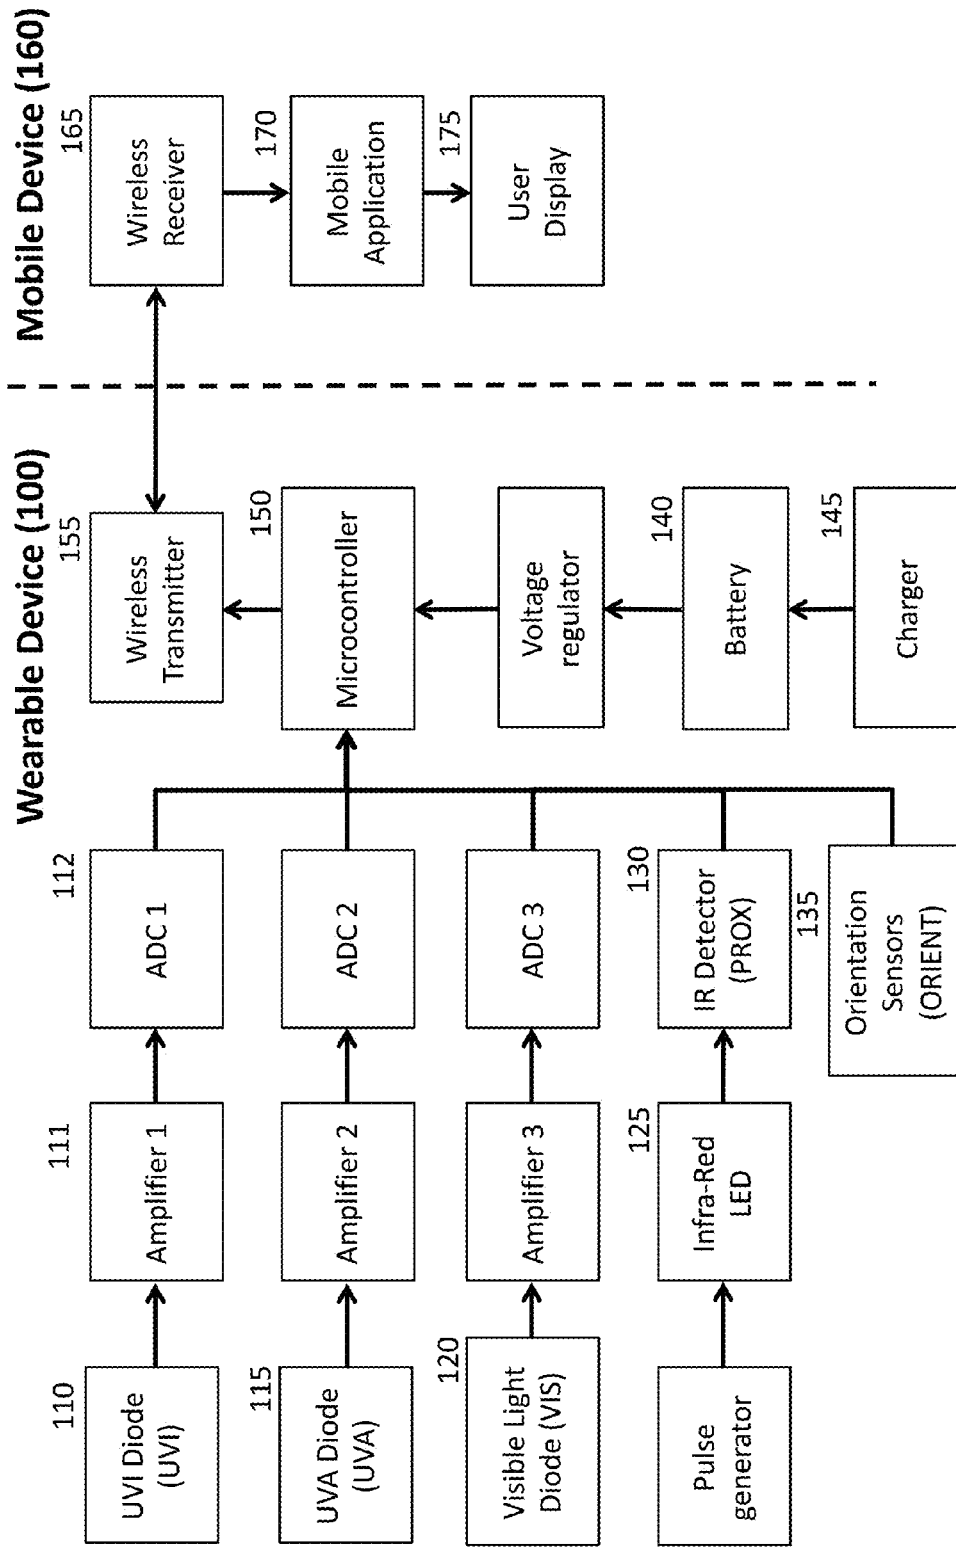 Wearable Device (100)
Mobile Device (160)
110
UVI Diode
(UVI)
111
Amplifier 1
112
ADC 1
155
Wireless
Transmitter
165
Wireless
Receiver
115
UVA Diode
(UVA)
Amplifier 2
ADC 2
150
Microcontroller
170
Mobile
Application
120
Visible Light
Diode (VIS)
Amplifier 3
ADC 3
Voltage
regulator
175
User
Display
Pulse
generator
125
Infra-Red
LED
130
IR Detector
(PROX)
140
Battery
135
Orientation
Sensors
(ORIENT)
145
Charger